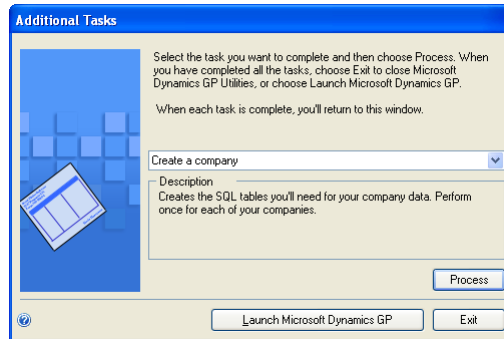 Additional Tasks
Select the task you want to complete and then choose Process. When
you have completed all the tasks, choose Exit to close Microsoft
Dynamics GP Utilities, or choose Launch Microsoft Dynamics GP.
When each task is complete, you'll return to this window.
Create a company
Description
Creates the SQL tables you'll need for your company data. Perform
once for each of your companies.
Process
Launch Microsoft Dynamics GP
Exit